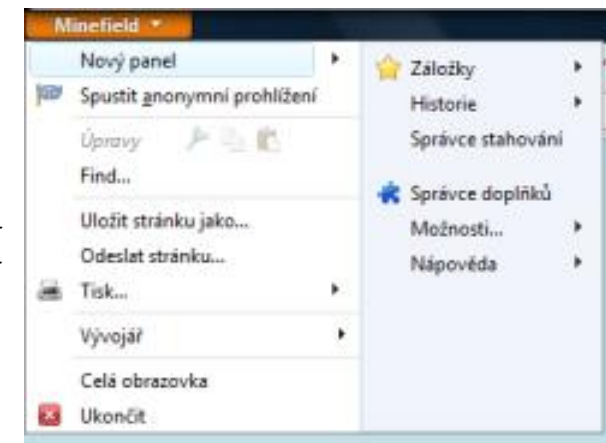 Minefield
Nový panel
Spustit anonymní prohlížení
Úpravy
Find...
Uložit stránku jako...
Odeslat stránku...
Tisk...
Vývojář
Celá obrazovka
Ukončit
Záložky
Historie
Správce stahování
Správce doplňků
Možnosti...
Nápověda